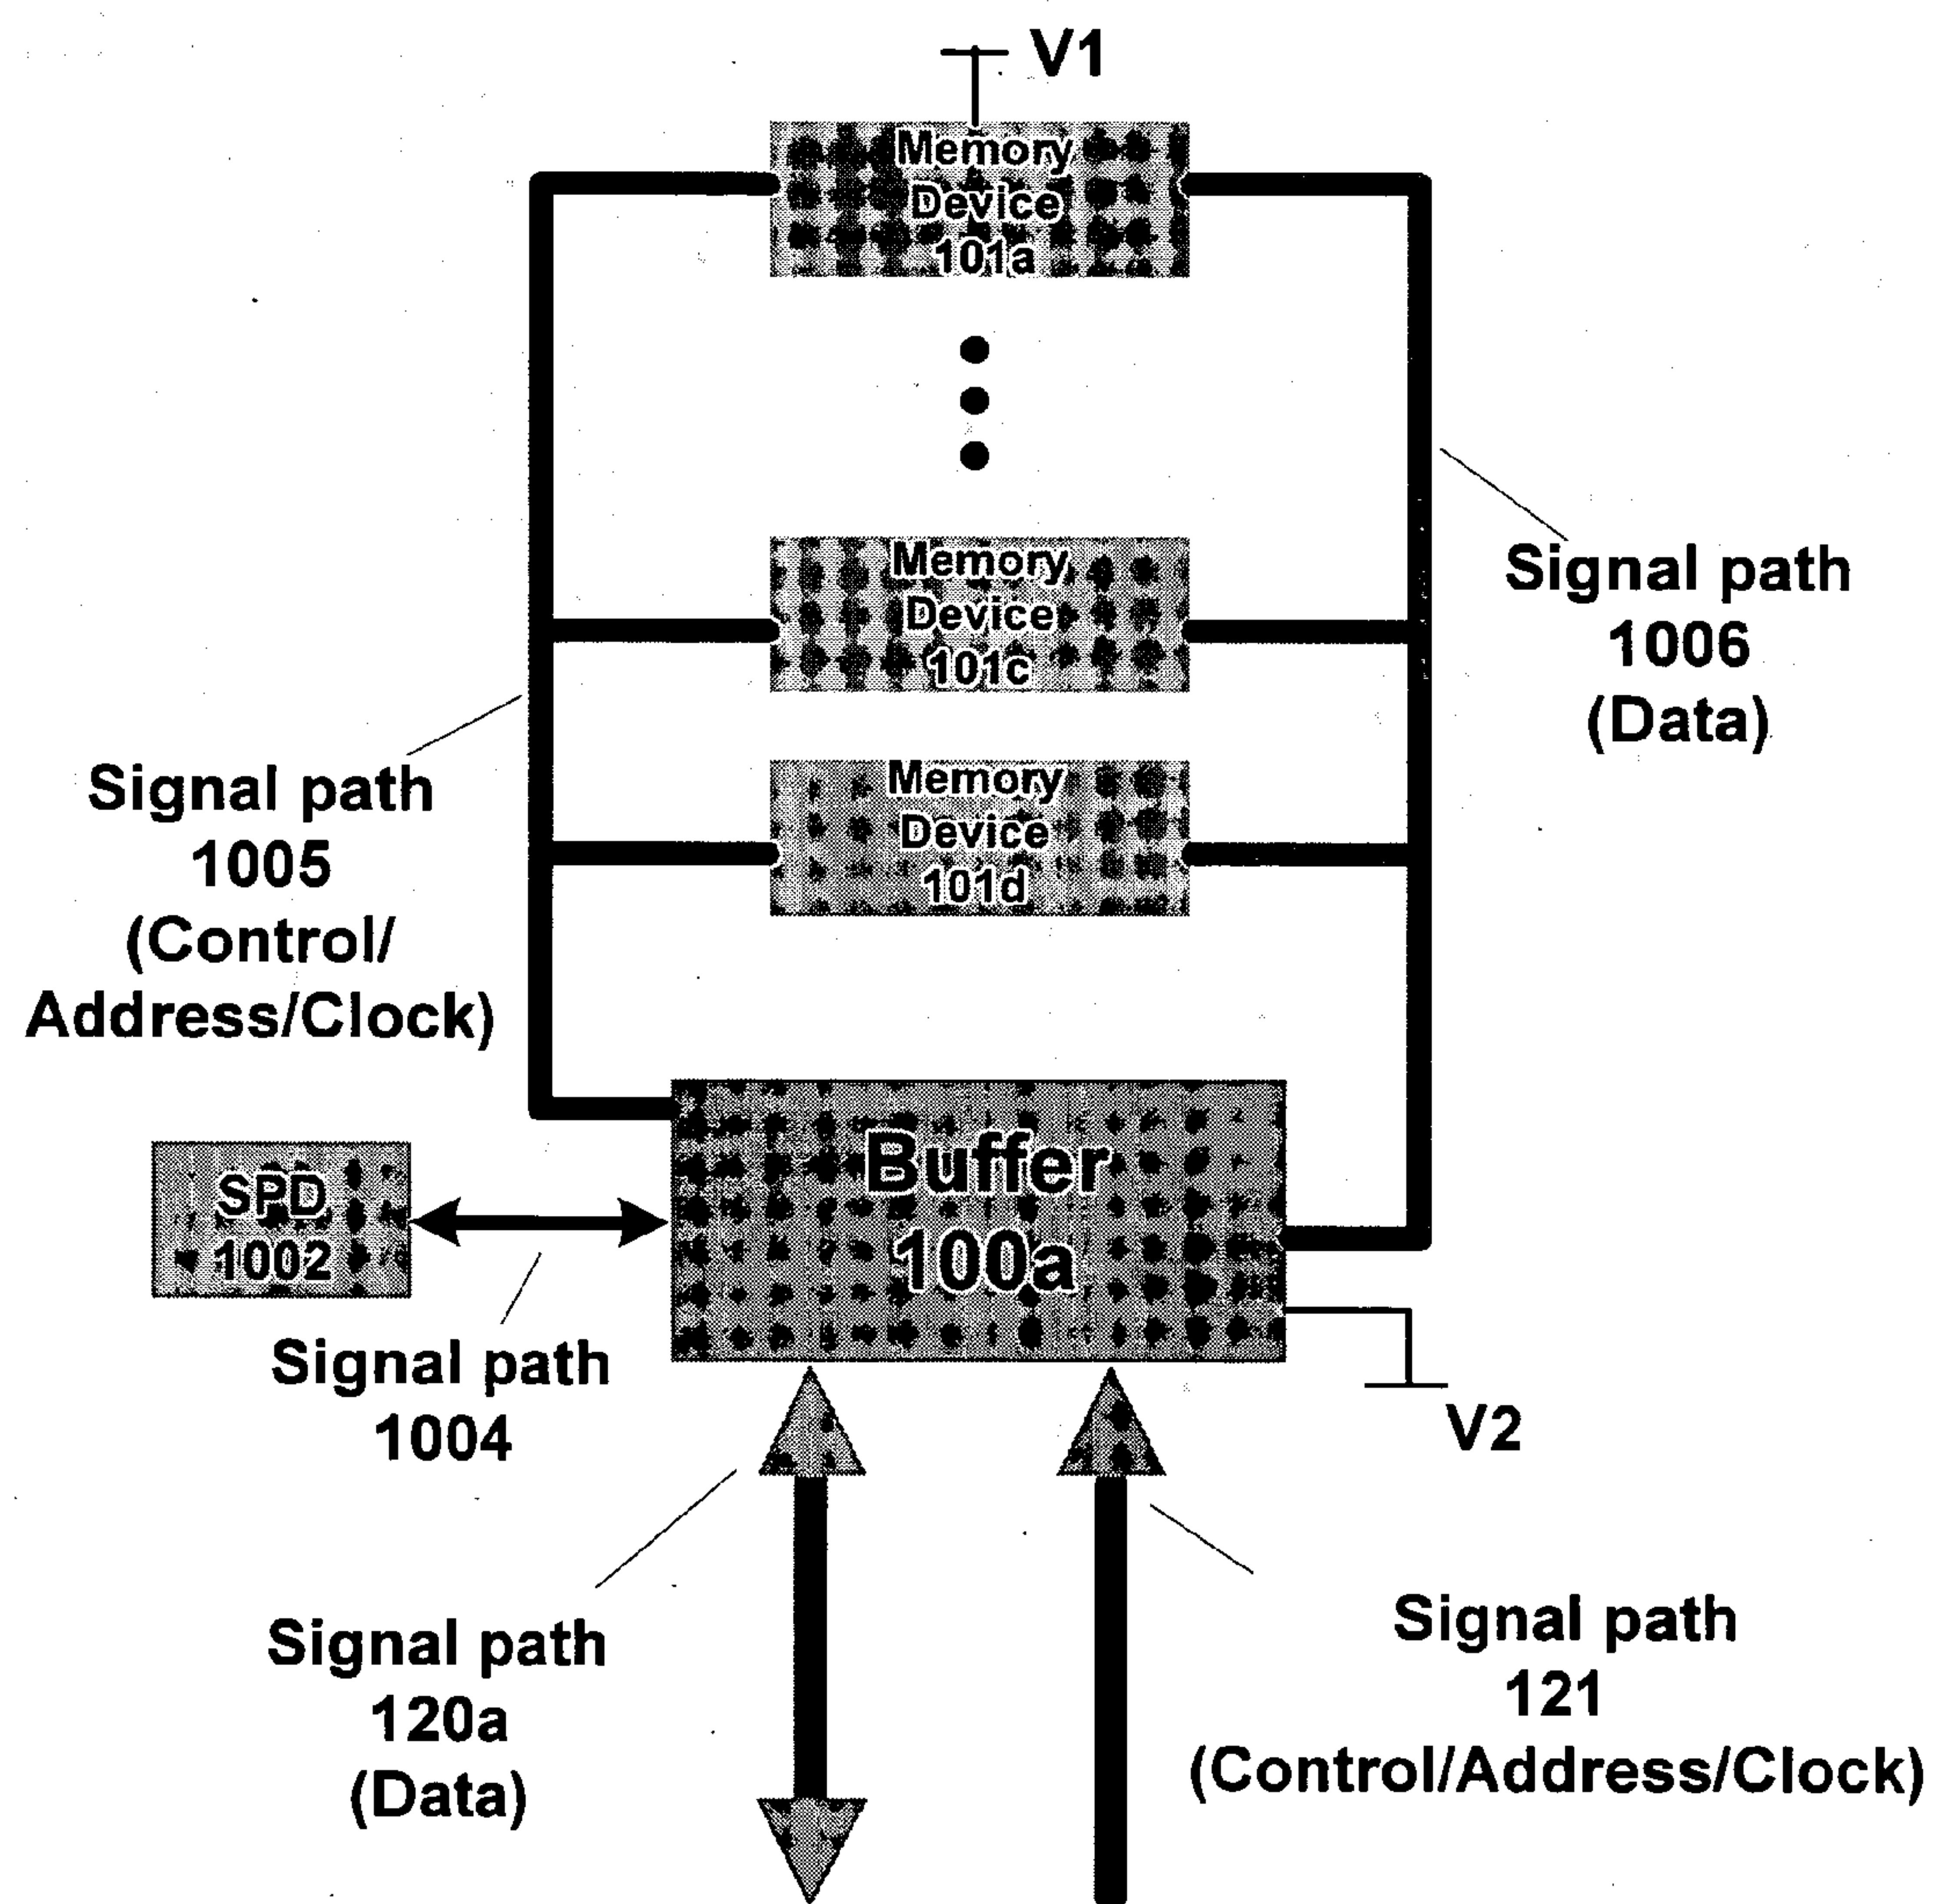 V1
Memory
Device
101a
Memory
Device
101c
Signal path
1006
(Data)
Memory
Device
101d
Signal path
1005
(Control/
Address/Clock)
Buffer
100a
SPD
1002
Signal path
1004
V2
Signal path
120a
(Data)
Signal path
121
(Control/Address/Clock)